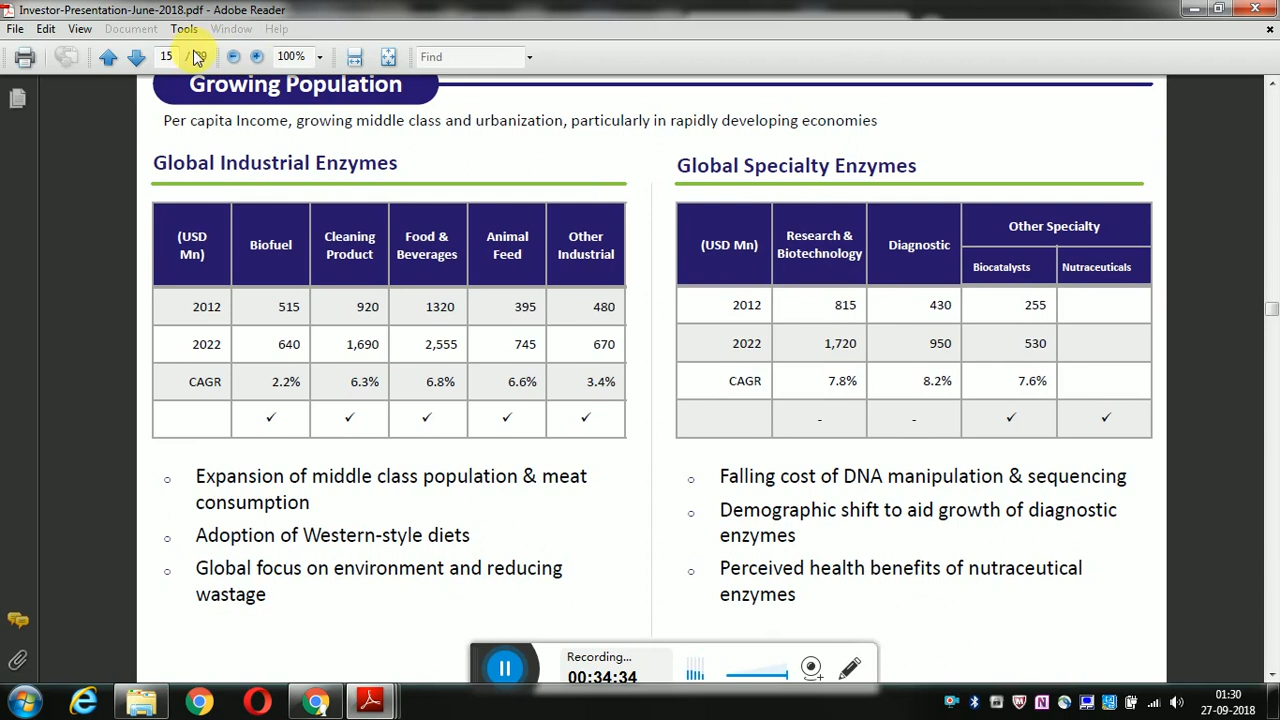 Investor-Presentation-June-2018.pdf - Adobe Reader
File Edit View Document Tools Window Help
15 / 100% Find
Growing Population
Per capita Income, growing middle class and urbanization, particularly in rapidly developing economies
Global Industrial Enzymes
(USD Mn) Biofuel Cleaning Product Food & Beverages Animal Feed Other Industrial
2012 515 920 1320 395 480
2022 640 1,690 2,555 745 670
CAGR 2.2% 6.3% 6.8% 6.6% 3.4%
✓ ✓ ✓ ✓ ✓
Expansion of middle class population & meat
consumption
Adoption of Western-style diets
Global focus on environment and reducing
wastage
Global Specialty Enzymes
(USD Mn) Research & Biotechnology Diagnostic Other Specialty
Biocatalysts Nutraceuticals
2012 815 430 255
2022 1,720 950 530
CAGR 7.8% 8.2% 7.6%
- - ✓ ✓
Falling cost of DNA manipulation & sequencing
Demographic shift to aid growth of diagnostic
enzymes
Perceived health benefits of nutraceutical
enzymes
Recording...
00:34:34
01:30
27-09-2018